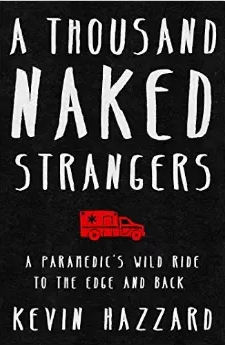 A THOUSAND
NAKED
STRANGERS
A PARAMEDIC'S WILD RIDE
TO THE EDGE AND BACK
KEVIN HAZZARD